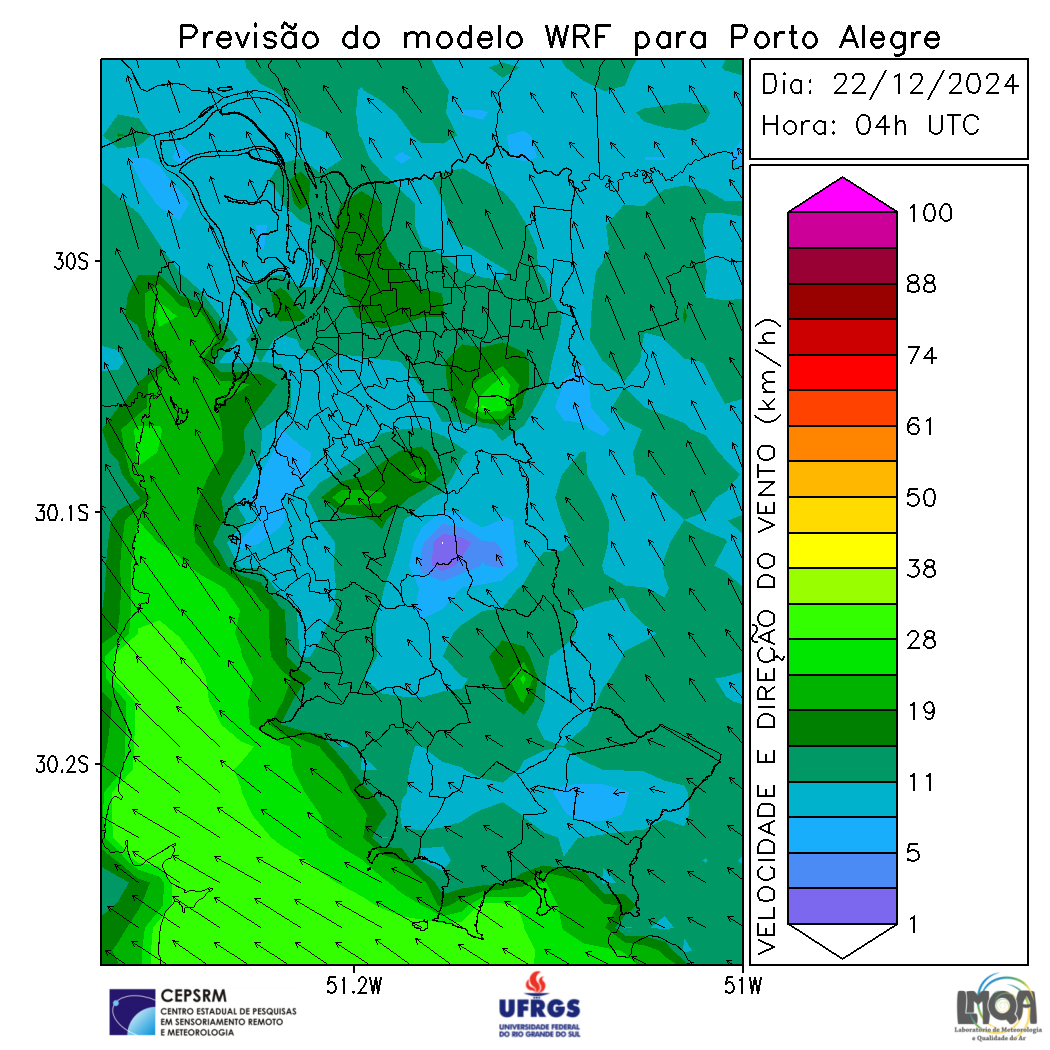 Previsão do modelo WRF para Porto Alegre
Dia: 22/12/2024
Hora: 04h UTC
30S
30.1S
30.2S
51.2W
51W
VELOCIDADE E DIREÇÃO DO VENTO (km/h)
100
88
74
61
50
38
28
19
11
5
1
CEPSRM
CENTRO ESTADUAL DE PESQUISAS
EM SENSORIAMENTO REMOTO
E METEOROLOGIA
UFRGS
UNIVERSIDADE FEDERAL
DO RIO GRANDE DO SUL
LMQA
Laboratório de Meteorologia
e Qualidade do Ar